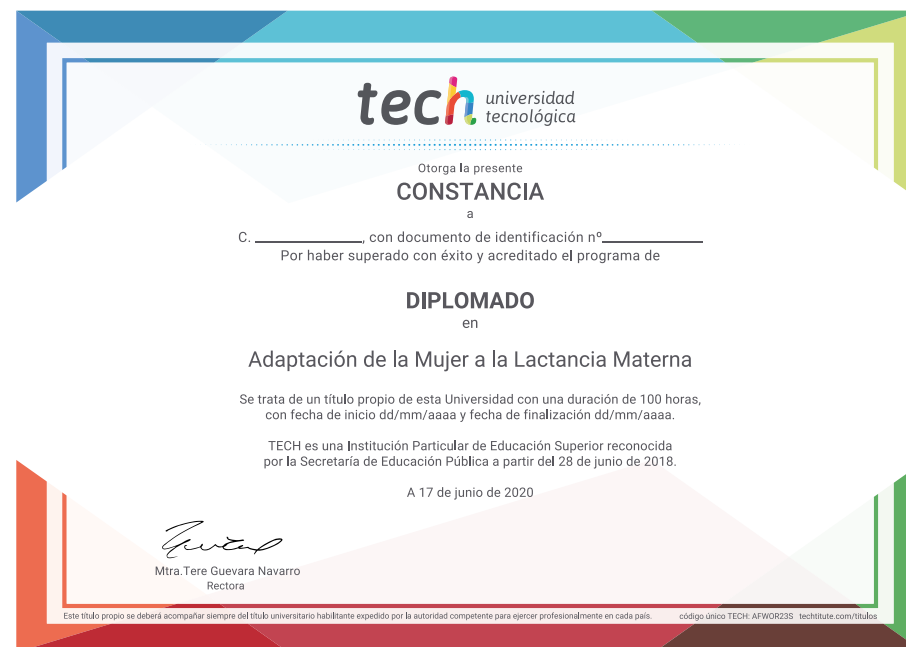 tech universidad
tecnológica
Otorga la presente
CONSTANCIA
a
C. ____________, con documento de identificación nº____________
Por haber superado con éxito y acreditado el programa de
DIPLOMADO
en
Adaptación de la Mujer a la Lactancia Materna
Se trata de un título propio de esta Universidad con una duración de 100 horas,
con fecha de inicio dd/mm/aaaa y fecha de finalización dd/mm/aaaa.
TECH es una Institución Particular de Educación Superior reconocida
por la Secretaría de Educación Pública a partir del 28 de junio de 2018.
A 17 de junio de 2020
Mtra.Tere Guevara Navarro
Rectora
Este título propio se deberá acompañar siempre del título universitario habilitante expedido por la autoridad competente para ejercer profesionalmente en cada país. código único TECH: AFWOR23S techtitute.com/titulos